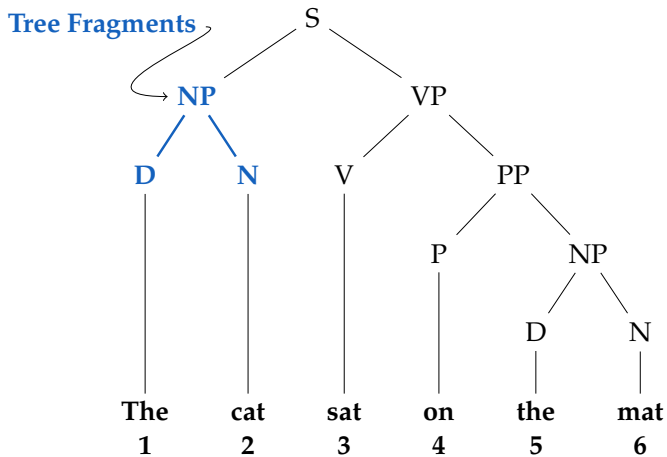 Tree Fragments
S
NP VP
D N V PP
P NP
D N
The cat sat on the mat
1 2 3 4 5 6